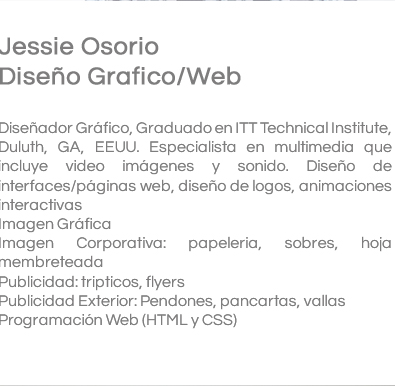 Jessie Osorio
Diseño Grafico/Web
Diseñador Gráfico, Graduado en ITT Technical Institute,
Duluth, GA, EEUU. Especialista en multimedia que
incluye video imágenes y sonido. Diseño de
interfaces/páginas web, diseño de logos, animaciones
interactivas
Imagen Gráfica
Imagen Corporativa: papeleria, sobres, hoja
membreteada
Publicidad: tripticos, flyers
Publicidad Exterior: Pendones, pancartas, vallas
Programación Web (HTML y CSS)